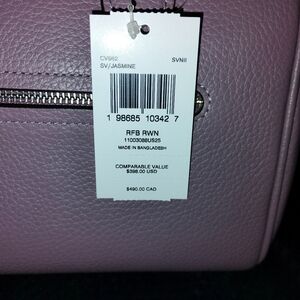 CV962 SVNII
SV/JASMINE
1 98685 10342 7
RFB RWN
11003088US25
MADE IN BANGLADESH
COMPARABLE VALUE
$398.00 USD
$490.00 CAD